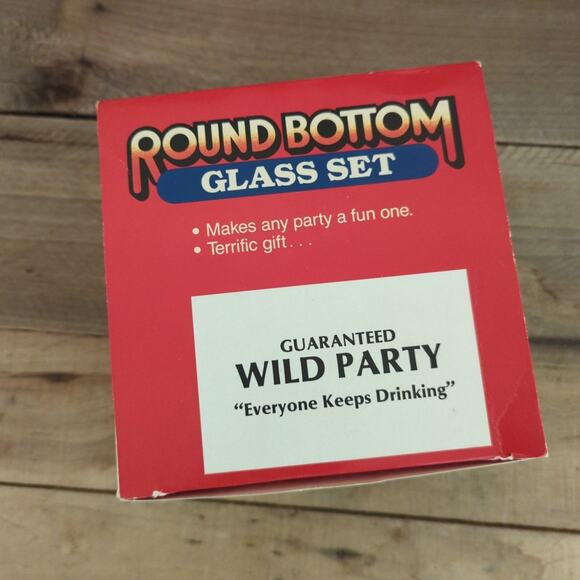 ROUND BOTTOM
GLASS SET
• Makes any party a fun one.
• Terrific gift...
GUARANTEED
WILD PARTY
“Everyone Keeps Drinking”